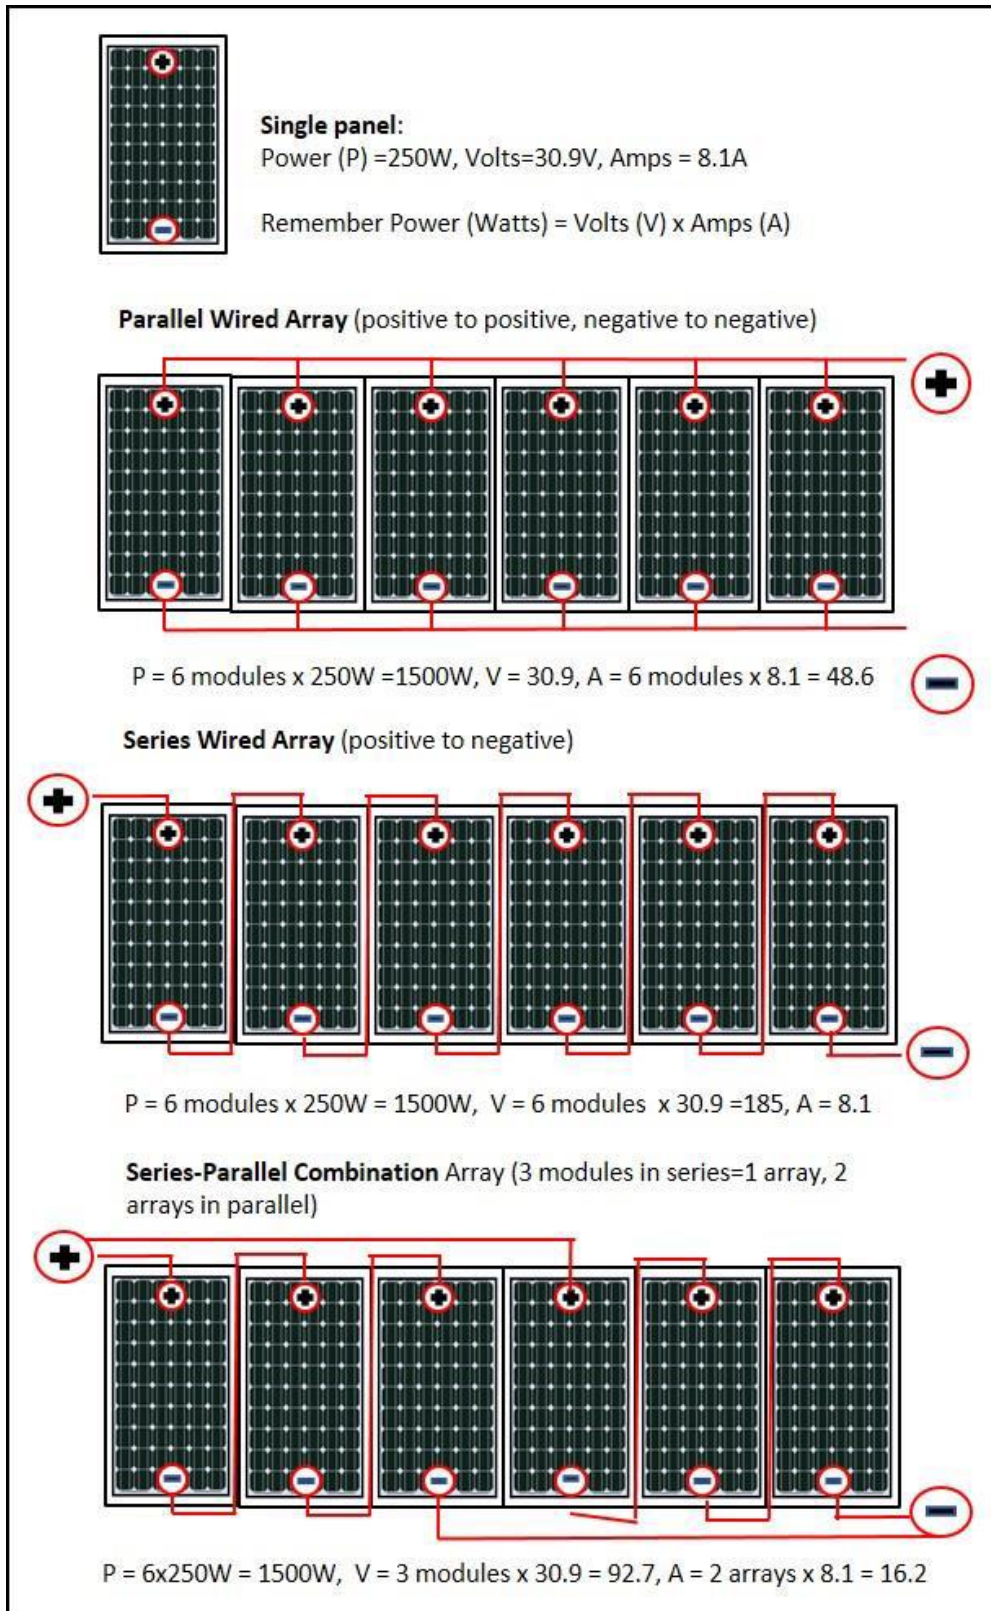 Single panel:
Power (P) =250W, Volts=30.9V, Amps = 8.1A
Remember Power (Watts) = Volts (V) x Amps (A)
Parallel Wired Array (positive to positive, negative to negative)
P = 6 modules x 250W =1500W, V = 30.9, A = 6 modules x 8.1 = 48.6
Series Wired Array (positive to negative)
P = 6 modules x 250W = 1500W,  V = 6 modules  x 30.9 =185, A = 8.1
Series-Parallel Combination Array (3 modules in series=1 array, 2
arrays in parallel)
P = 6x250W = 1500W,  V = 3 modules x 30.9 = 92.7, A = 2 arrays x 8.1 = 16.2